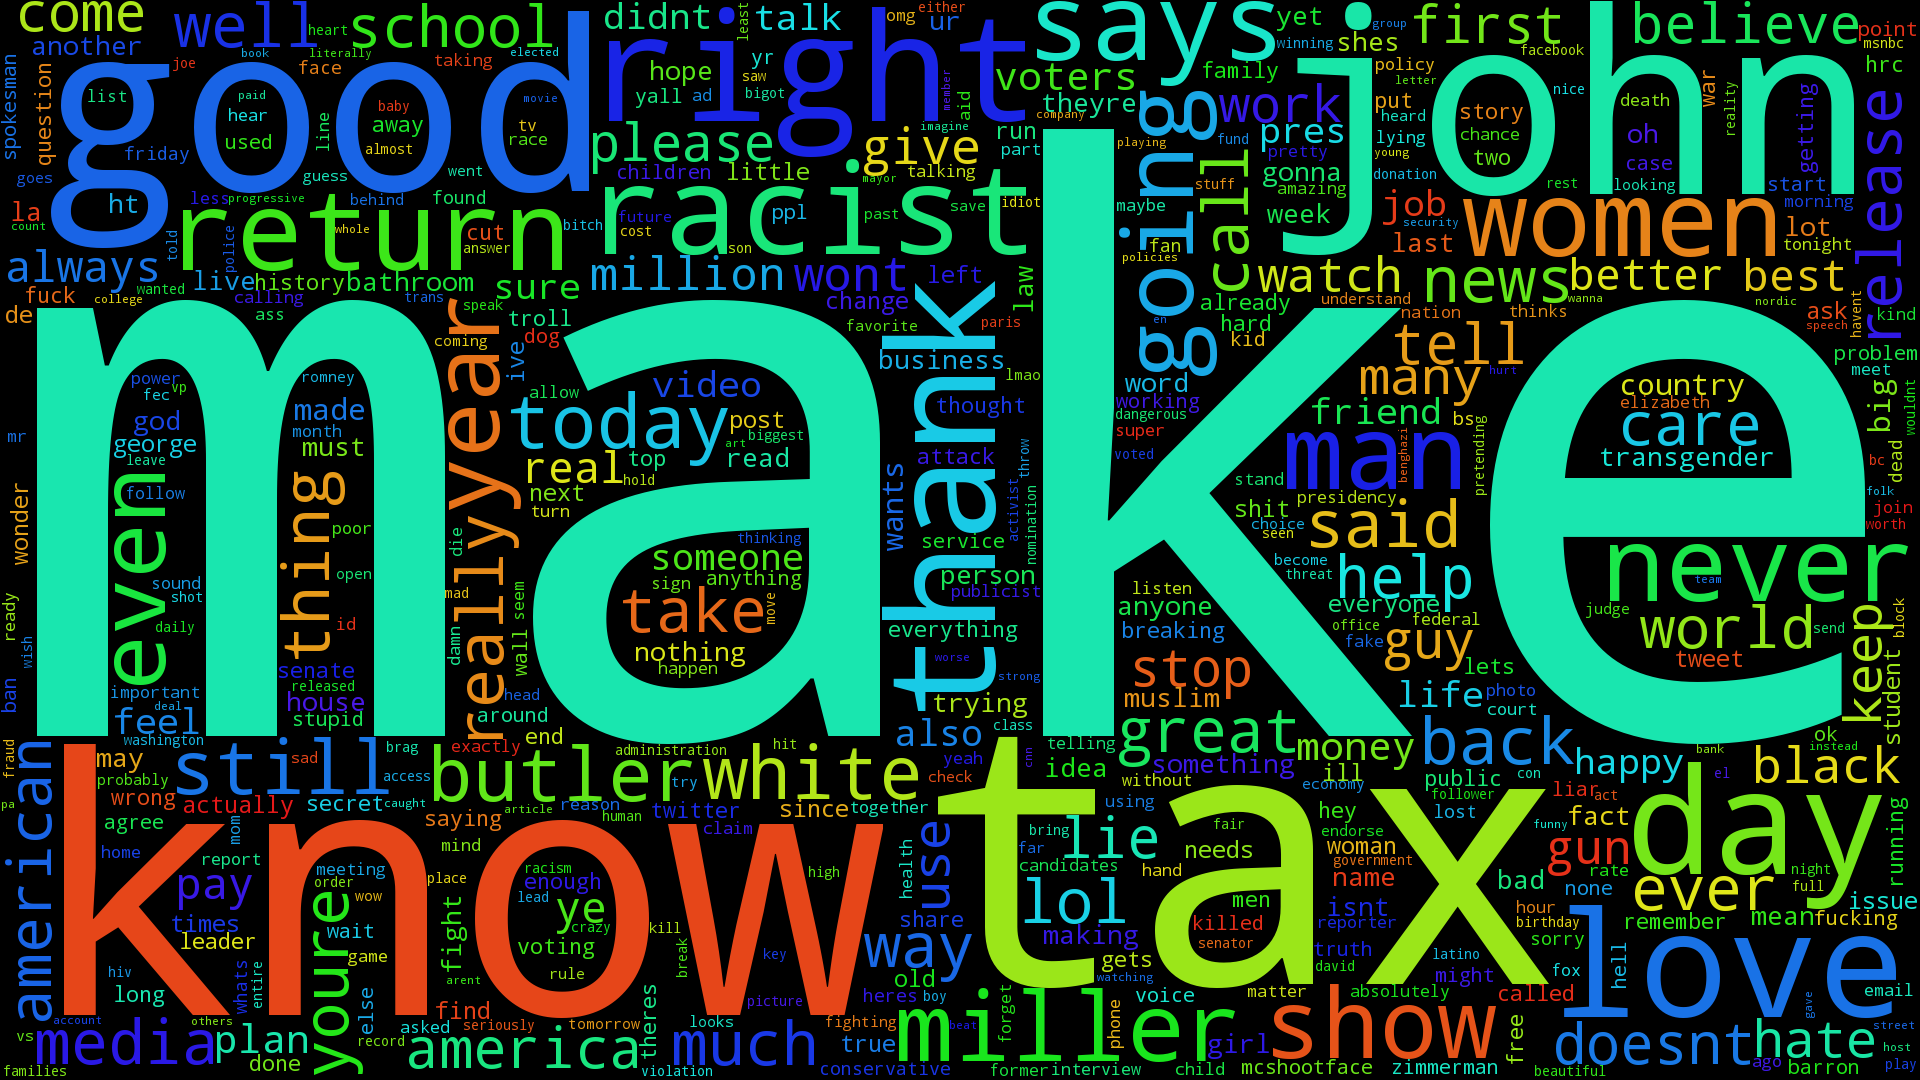 come
well
school
didnt
talk
omg
either
ur
says
yet
group
first
believe
point
another
heart
book
literally
elected
least
yr
winning
shes
facebook
msnbc
spokesman
question
joe
face
taking
good
right
john
hope
saw
voters
family
policy
hrc
list
paid
movie
yall
ad
bigot
member
aid
theyre
work
put
letter
nice
war
reality
hear
baby
tv
please
imagine
run
company
going
heard
story
death
getting
release
used
away
race
give
part
playing
fund
pres
lying
chance
oh
friday
line
almost
children
little
talking
pretty
young
two
case
goes
guess
went
racist
mayor
stuff
gonna
donation
rest
looking
start
morning
ht
less
progressive
behind
found
ppl
past
save
idiot
maybe
call
amazing
job
women
lot
la
count
told
police
return
whole
cut
answer
bitch
future
cost
son
fan
policies
week
security
last
tonight
always
live
history
bathroom
sure
million
wont
left
law
watch
news
better
best
fuck
wanted
college
calling
trans
speak
change
already
understand
thinks
wanna
nordic
ask
kind
de
ass
coming
troll
favorite
paris
en
hard
nation
havent
speech
make
year
dog
ive
thank
business
kid
tell
problem
meet
power
vp
romney
allow
video
lmao
word
many
hurt
country
big
wouldnt
fec
god
made
month
today
post
thought
working
dangerous
friend
bs
elizabeth
mr
george
leave
must
real
top
art
biggest
read
attack
super
voted
man
benghazi
pretending
care
transgender
dead
bc
even
follow
thing
next
hold
turn
wants
throw
stand
presidency
folk
join
worth
wonder
poor
really
die
thinking
activist
nomination
shit
choice
seen
said
never
sound
shot
open
mad
someone
sign
anything
service
person
publicist
listen
become
threat
help
team
ready
daily
id
damn
wall
seem
take
move
everything
anyone
breaking
everyone
office
federal
fake
judge
world
send
block
wish
senate
nothing
happen
worse
stop
guy
lets
tweet
keep
student
ban
important
deal
released
house
head
strong
trying
muslim
life
photo
court
feel
stupid
around
class
great
washington
end
also
money
back
ok
fraud
american
may
still
sad
brag
exactly
butler
administration
hit
white
yeah
cnn
telling
something
ill
happy
bank
instead
black
probably
access
try
check
idea
without
public
con
el
pa
wrong
actually
secret
caught
article
reason
twitter
since
together
economy
follower
liar
act
agree
mom
saying
human
claim
using
hey
lost
fact
know
tax
day
running
home
report
meeting
mind
racism
high
use
bring
lie
fair
endorse
funny
gun
rate
night
pay
order
place
enough
health
far
candidates
needs
woman
government
name
full
times
youre
wow
lead
ye
crazy
share
lol
hand
men
bad
none
ever
issue
leader
wait
fight
voting
kill
way
making
killed
senator
isnt
reporter
hour
birthday
remember
mean
fucking
whats
entire
game
rule
break
key
old
gets
truth
latino
sorry
hiv
long
else
arent
heres
boy
watching
david
might
fox
hell
love
email
find
picture
forget
voice
matter
absolutely
called
gave
account
others
asked
seriously
tomorrow
theres
looks
fighting
beat
miller
phone
show
free
street
vs
media
plan
record
america
much
true
girl
doesnt
hate
host
families
done
violation
conservative
former
interview
child
mcshootface
zimmerman
beautiful
ago
barron
play